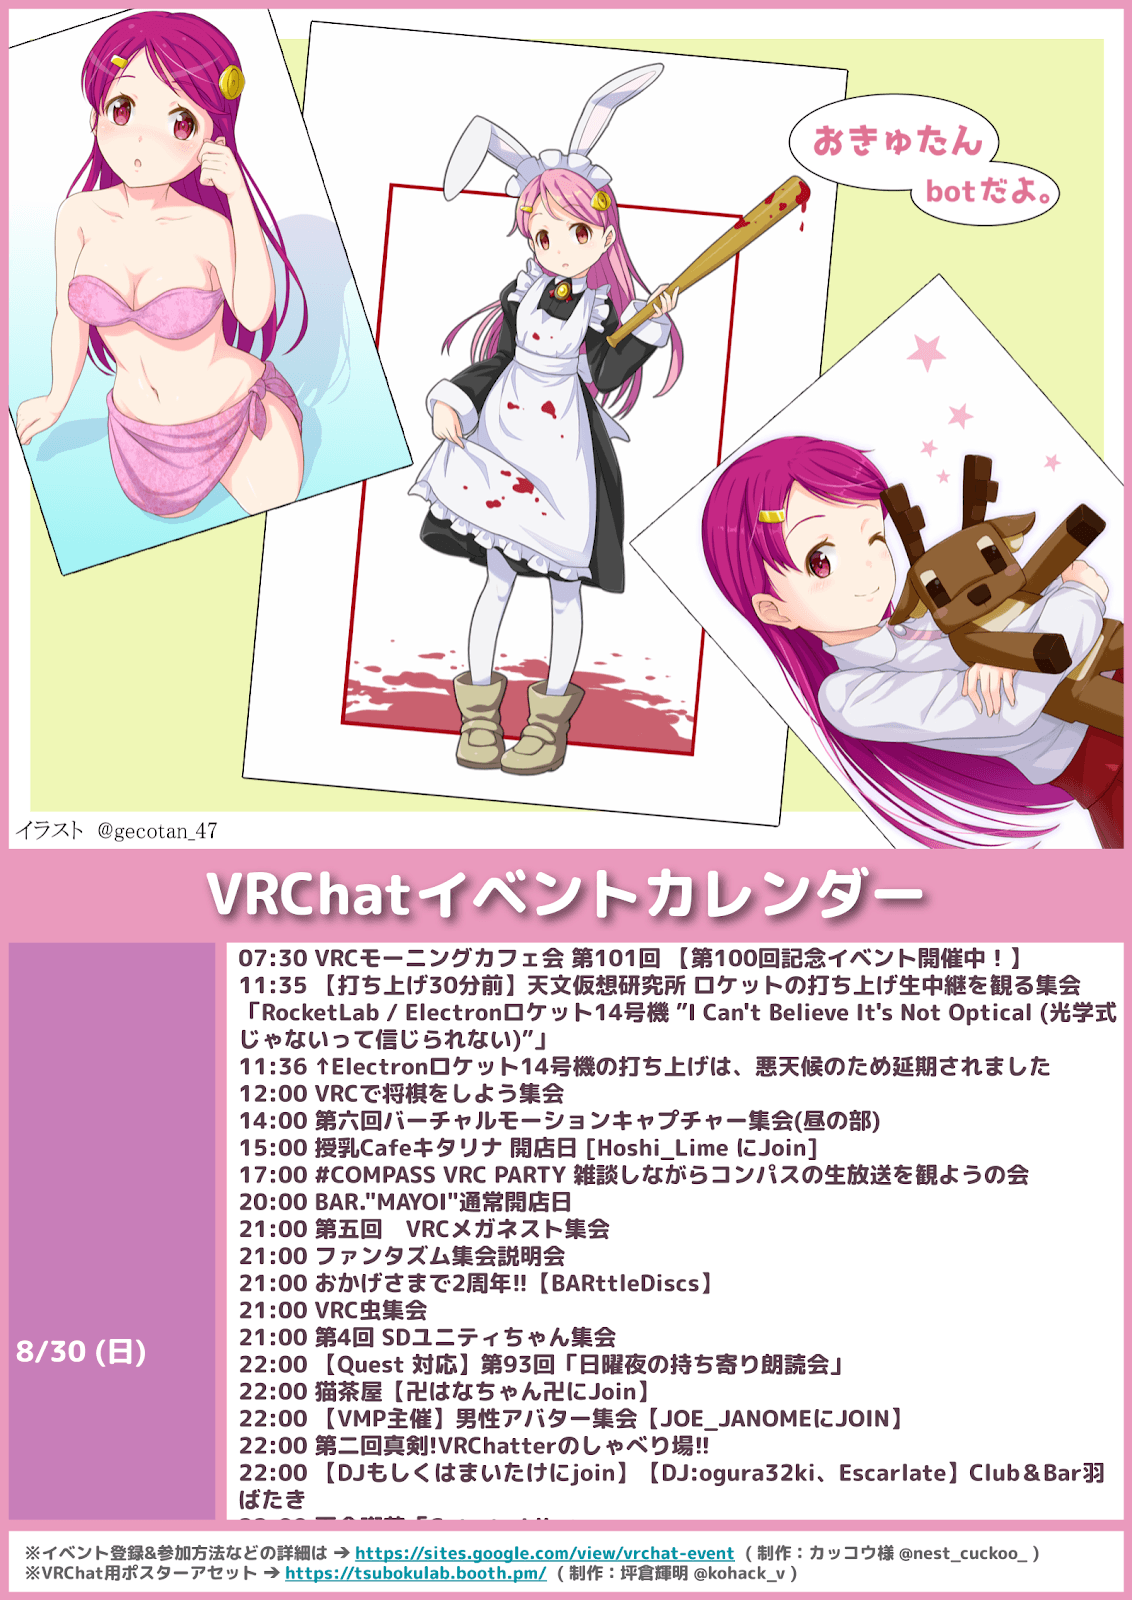 おきゅたん
botだよ。
イラスト @gecotan_47
VRChatイベントカレンダー
8/30 (日)
07:30 VRCモーニングカフェ会 第101回 【第100回記念イベント開催中！】
11:35 【打ち上げ30分前】天文仮想研究所 ロケットの打ち上げ生中継を観る集会
「RocketLab / Electronロケット14号機 ”I Can't Believe It's Not Optical (光学式
じゃないって信じられない)”」
11:36 ↑Electronロケット14号機の打ち上げは、悪天候のため延期されました
12:00 VRCで将棋をしよう集会
14:00 第六回バーチャルモーションキャプチャー集会(昼の部)
15:00 授乳Cafeキタリナ 開店日 [Hoshi_Lime にJoin]
17:00 #COMPASS VRC PARTY 雑談しながらコンパスの生放送を観ようの会
20:00 BAR."MAYOI"通常開店日
21:00 第五回　VRCメガネスト集会
21:00 ファンタズム集会説明会
21:00 おかげさまで2周年!!【BARttleDiscs】
21:00 VRC虫集会
21:00 第4回 SDユニティちゃん集会
22:00 【Quest 対応】第93回「日曜夜の持ち寄り朗読会」
22:00 猫茶屋【卍はなちゃん卍にJoin】
22:00 【VMP主催】男性アバター集会【JOE_JANOMEにJOIN】
22:00 第二回真剣!VRChatterのしゃべり場!!
22:00 【DJもしくはまいたけにjoin】【DJ:ogura32ki、Escarlate】Club＆Bar羽
ばたき
※イベント登録&参加方法などの詳細は ➔ https://sites.google.com/view/vrchat-event ( 制作：カッコウ様 @nest_cuckoo_ )
※VRChat用ポスターアセット ➔ https://tsubokulab.booth.pm/ ( 制作：坪倉輝明 @kohack_v )